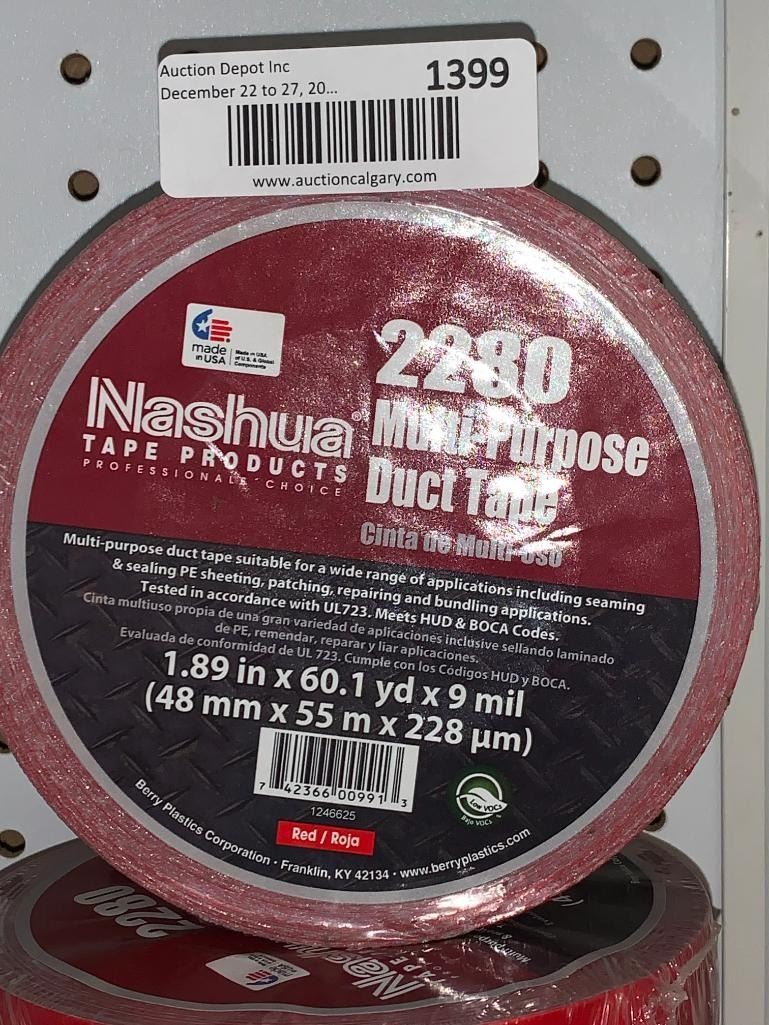 Auction Depot Inc
1399
December 22 to 27, 20...
www.auctioncalgary.com
made
in USA
Made in USA
of U.S. & Global
Components
2280
Multi-Purpose
Duct Tape
Cinta de Multi-Uso
Nashua®
TAPE PRODUCTS
PROFESSIONAL'S CHOICE
Multi-purpose duct tape suitable for a wide range of applications including seaming
& sealing PE sheeting, patching, repairing and bundling applications.
Tested in accordance with UL723. Meets HUD & BOCA Codes.
Cinta multiuso propia de una gran variedad de aplicaciones inclusive sellando laminado
de PE, remendar, reparar y liar aplicaciones.
Evaluada de conformidad de UL 723. Cumple con los Códigos HUD y BOCA.
1.89 in x 60.1 yd x 9 mil
(48 mm x 55 m x 228 µm)
7 42366 00991 3
1246625
Low VOCs
Bajo VOCs
Red / Roja
Berry Plastics Corporation • Franklin, KY 42134 • www.berryplastics.com
2280
Nashua
TAPE